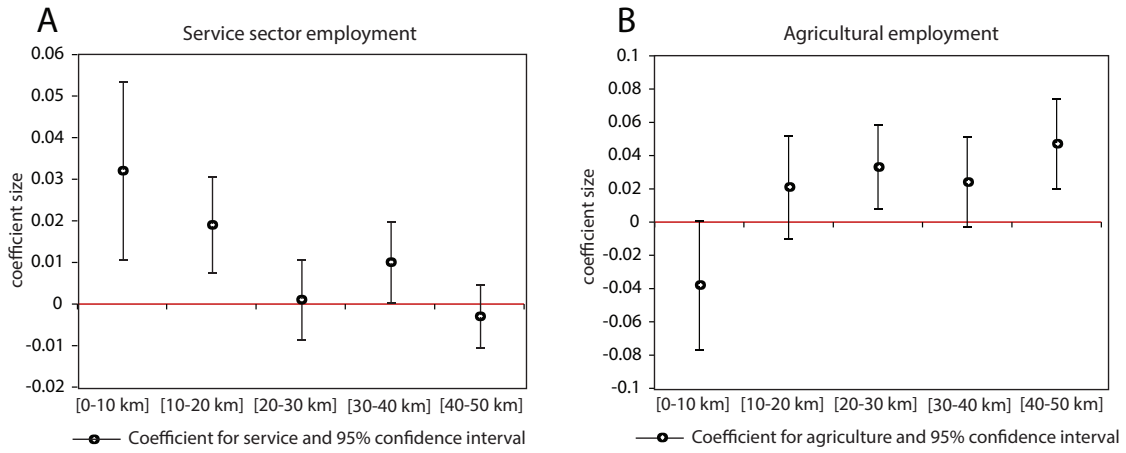 A
Service sector employment
0.06
0.05
0.04
0.03
0.02
0.01
0
-0.01
-0.02
coefficient size
[0-10 km] [10-20 km] [20-30 km] [30-40 km] [40-50 km]
Coefficient for service and 95% confidence interval
B
Agricultural employment
0.1
0.08
0.06
0.04
0.02
0
-0.02
-0.04
-0.06
-0.08
-0.1
coefficient size
[0-10 km] [10-20 km] [20-30 km] [30-40 km] [40-50 km]
Coefficient for agriculture and 95% confidence interval